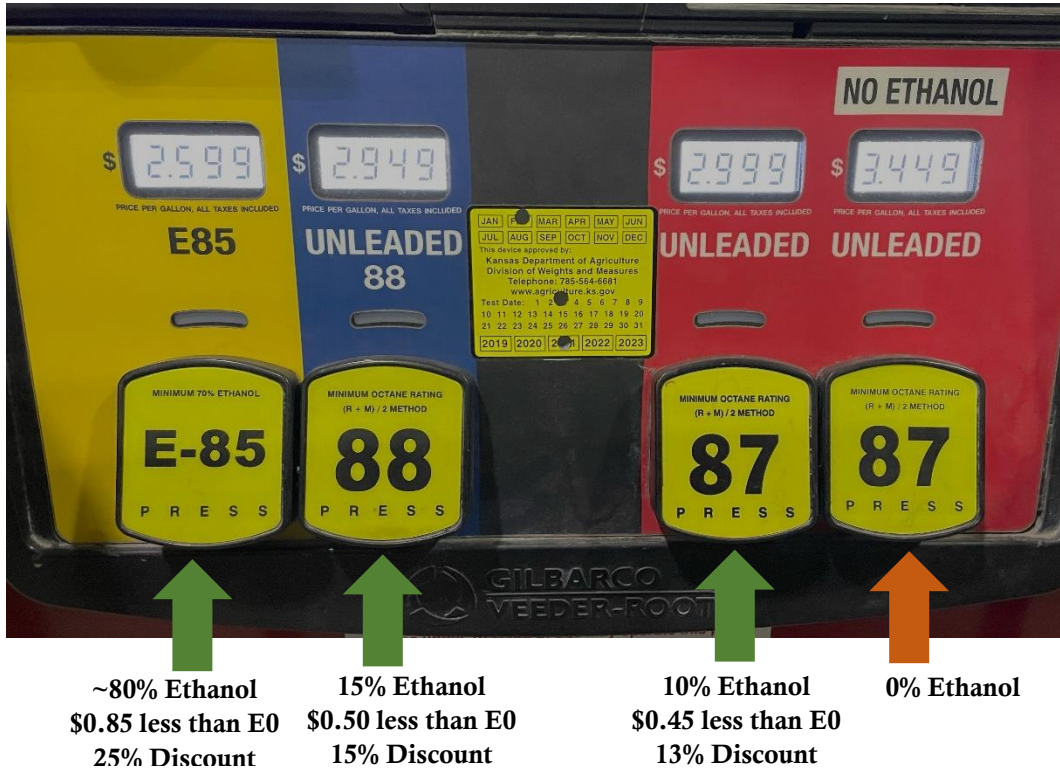 NO ETHANOL
$ 2.599
$ 2.949
$ 2.999
$ 3.449
PRICE PER GALLON, ALL TAXES INCLUDED
PRICE PER GALLON, ALL TAXES INCLUDED
PRICE PER GALLON, ALL TAXES INCLUDED
PRICE PER GALLON, ALL TAXES INCLUDED
E85
UNLEADED
88
UNLEADED
UNLEADED
JAN MAR APR MAY JUN
JUL AUG SEP OCT NOV DEC
This device approved by:
Kansas Department of Agriculture
Division of Weights and Measures
Telephone: 785-564-6681
www.agriculture.ks.gov
Test Date: 1 2 4 5 6 7 8 9
10 11 12 13 14 15 16 17 18 19 20
21 22 23 24 25 26 27 28 29 30 31
2019 2020 2022 2023
MINIMUM 70% ETHANOL
E-85
PRESS
MINIMUM OCTANE RATING
(R + M) / 2 METHOD
88
PRESS
MINIMUM OCTANE RATING
(R + M) / 2 METHOD
87
PRESS
MINIMUM OCTANE RATING
(R + M) / 2 METHOD
87
PRESS
GILBARCO
VEEDER-ROOT
~80% Ethanol
$0.85 less than E0
25% Discount
15% Ethanol
$0.50 less than E0
15% Discount
10% Ethanol
$0.45 less than E0
13% Discount
0% Ethanol